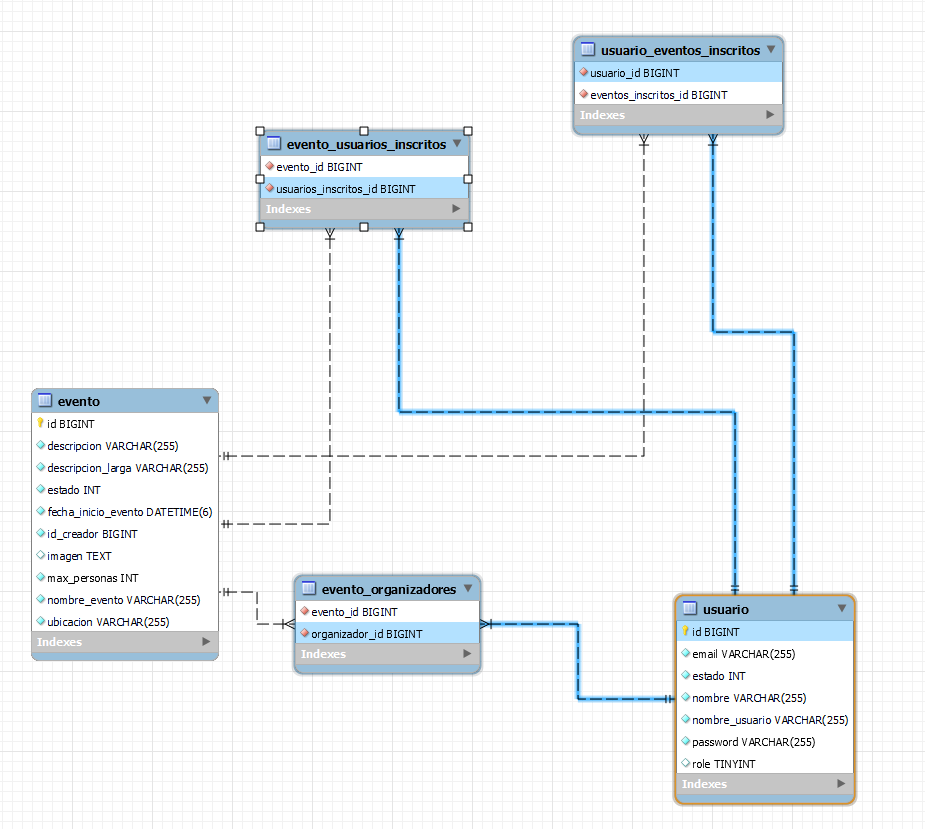 usuario_eventos_inscritos
usuario_id BIGINT
eventos_inscritos_id BIGINT
Indexes
evento_usuarios_inscritos
evento_id BIGINT
usuarios_inscritos_id BIGINT
Indexes
evento
id BIGINT
descripcion VARCHAR(255)
descripcion_larga VARCHAR(255)
estado INT
fecha_inicio_evento DATETIME(6)
id_creador BIGINT
imagen TEXT
max_personas INT
nombre_evento VARCHAR(255)
ubicacion VARCHAR(255)
Indexes
evento_organizadores
evento_id BIGINT
organizador_id BIGINT
Indexes
usuario
id BIGINT
email VARCHAR(255)
estado INT
nombre VARCHAR(255)
nombre_usuario VARCHAR(255)
password VARCHAR(255)
role TINYINT
Indexes